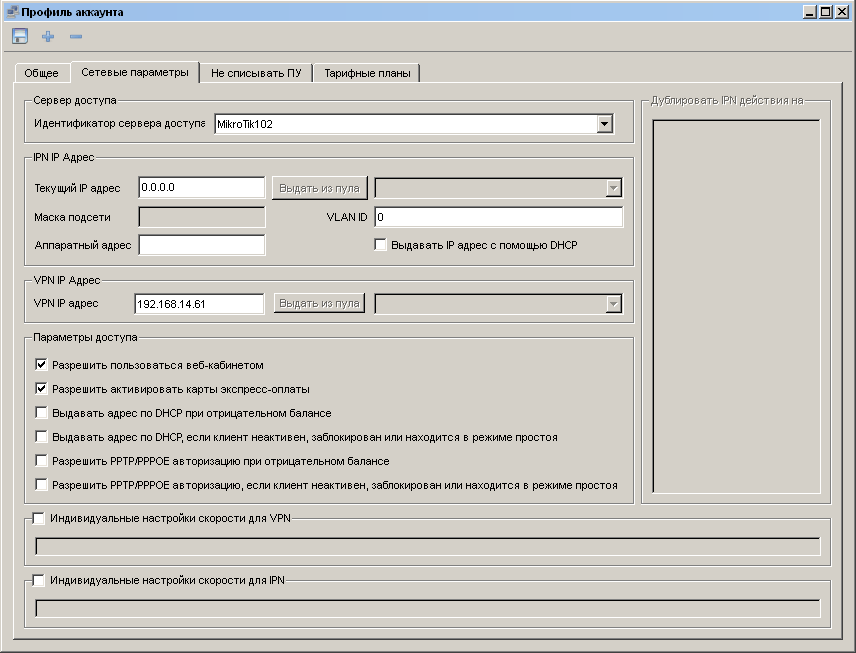 Профиль аккаунта
Общее
Сетевые параметры
Не списывать ПУ
Тарифные планы
Сервер доступа
Идентификатор сервера доступа MikroTik102
Дублировать IPN действия на
IPN IP Адрес
Текущий IP адрес 0.0.0.0 Выдать из пула
Маска подсети VLAN ID 0
Аппаратный адрес Выдавать IP адрес с помощью DHCP
VPN IP Адрес
VPN IP адрес 192.168.14.61 Выдать из пула
Параметры доступа
Разрешить пользоваться веб-кабинетом
Разрешить активировать карты экспресс-оплаты
Выдавать адрес по DHCP при отрицательном балансе
Выдавать адрес по DHCP, если клиент неактивен, заблокирован или находится в режиме простоя
Разрешить PPTP/PPPOE авторизацию при отрицательном балансе
Разрешить PPTP/PPPOE авторизацию, если клиент неактивен, заблокирован или находится в режиме простоя
Индивидуальные настройки скорости для VPN
Индивидуальные настройки скорости для IPN